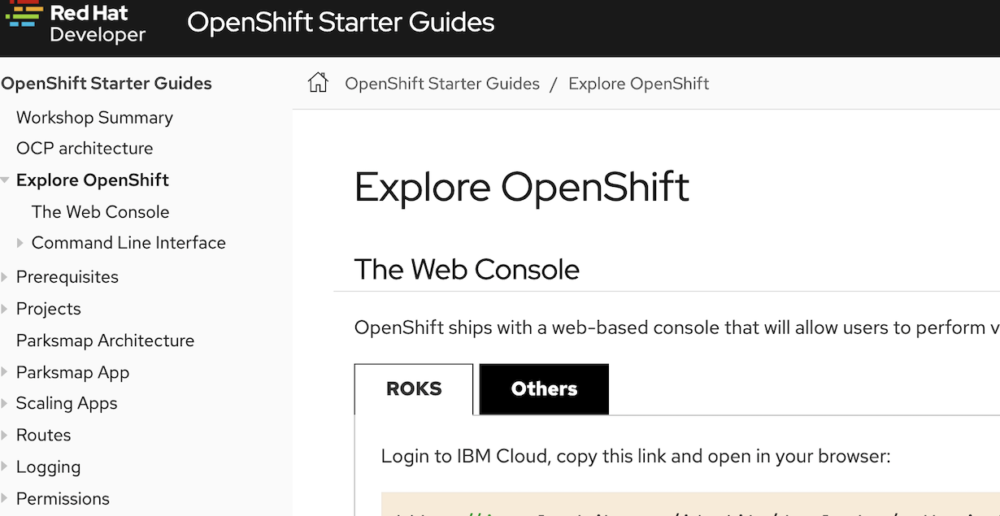 Red Hat
Developer
OpenShift Starter Guides
OpenShift Starter Guides
Workshop Summary
OCP architecture
Explore OpenShift
The Web Console
Command Line Interface
Prerequisites
Projects
Parksmap Architecture
Parksmap App
Scaling Apps
Routes
Logging
Permissions
OpenShift Starter Guides / Explore OpenShift
Explore OpenShift
The Web Console
OpenShift ships with a web-based console that will allow users to perform
ROKS
Others
Login to IBM Cloud, copy this link and open in your browser: